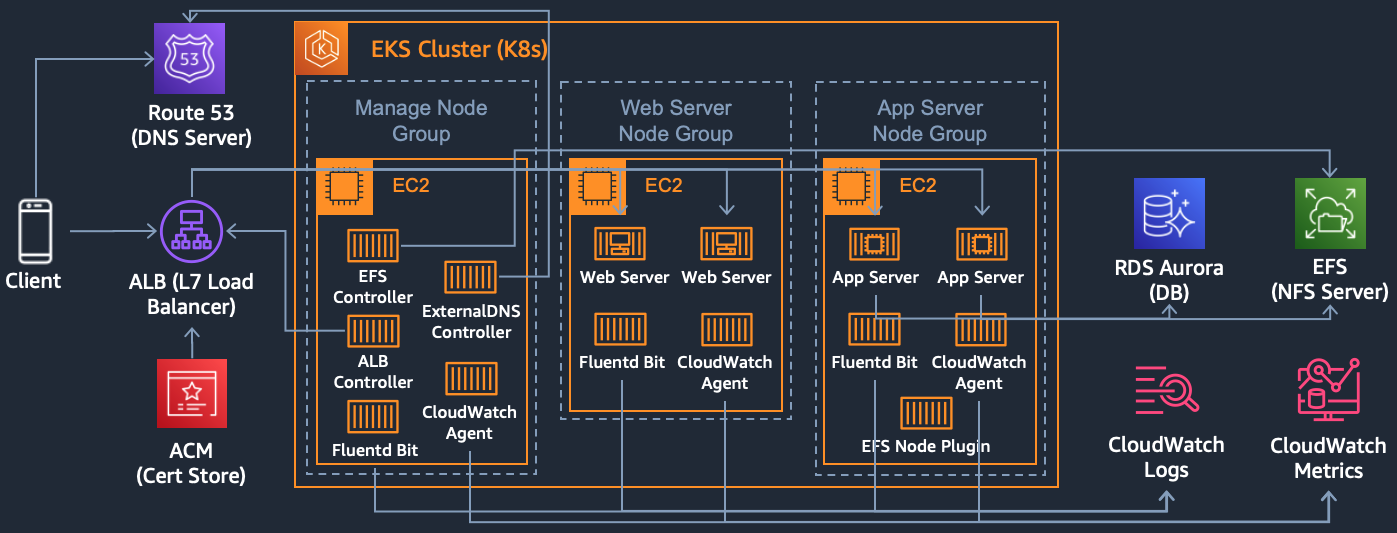 53
Route 53
(DNS Server)
Client
ALB (L7 Load
Balancer)
ACM
(Cert Store)
K
EKS Cluster (K8s)
Manage Node
Group
EC2
EFS
Controller
ExternalDNS
Controller
ALB
Controller
CloudWatch
Agent
Fluentd Bit
Web Server
Node Group
EC2
Web Server
Web Server
Fluentd Bit
CloudWatch
Agent
App Server
Node Group
EC2
App Server
App Server
Fluentd Bit
CloudWatch
Agent
EFS Node Plugin
RDS Aurora
(DB)
EFS
(NFS Server)
CloudWatch
Logs
CloudWatch
Metrics